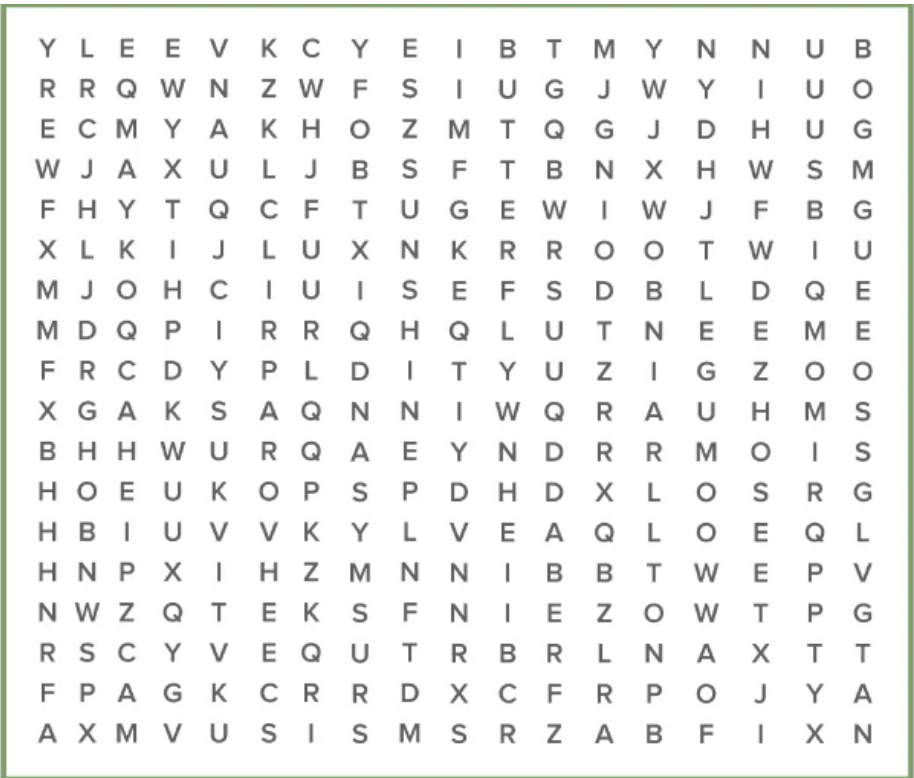 Y L E E V K C Y E I B T M Y N N U B
R R Q W N Z W F S I U G J W Y I U O
E C M Y A K H O Z M T Q G J D H U G
W J A X U L J B S F T B N X H W S M
F H Y T Q C F T U G E W I W J F B G
X L K I J L U X N K R R O O T W I U
M J O H C I U I S E F S D B L D Q E
M D Q P I R R Q H Q L U T N E E M E
F R C D Y P L D I T Y U Z I G Z O O
X G A K S A Q N N I W Q R A U H M S
B H H W U R Q A E Y N D R R M O I S
H O E U K O P S P D H D X L O S R G
H B I U V V K Y L V E A Q L O E Q L
H N P X I H Z M N N I B B T W E P V
N W Z Q T E K S F N I E Z O W T P G
R S C Y V E Q U T R B R L N A X T T
F P A G K C R R D X C F R P O J Y A
A X M V U S I S M S R Z A B F I X N